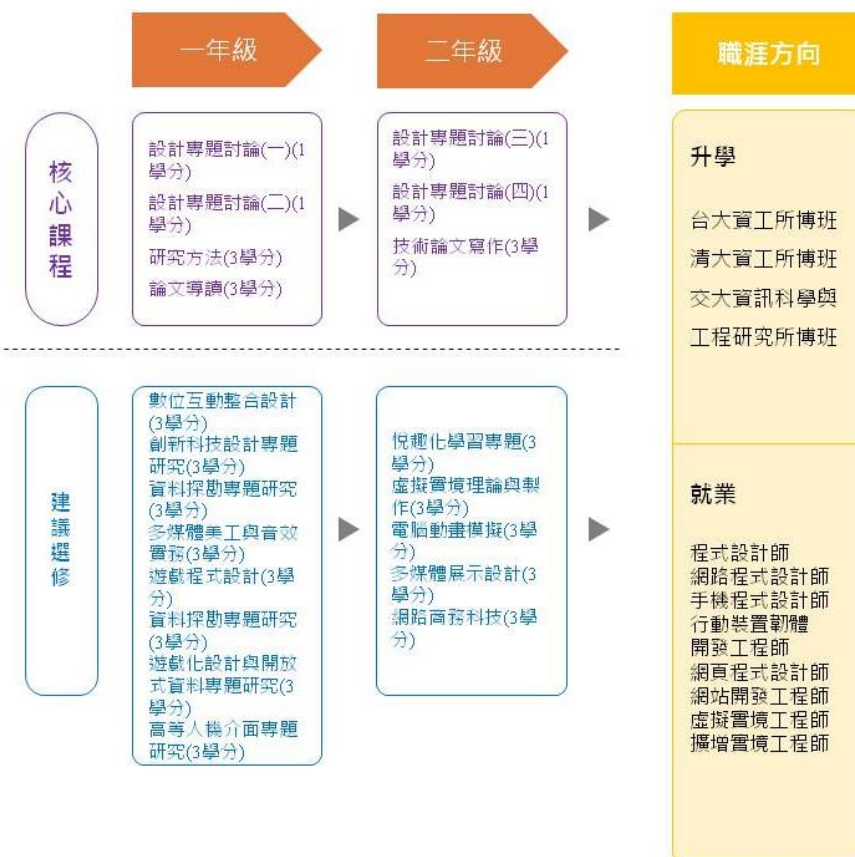 一年級
二年級
職涯方向
核
心
課
程
設計專題討論(一)(1
學分)
設計專題討論(二)(1
學分)
研究方法(3學分)
論文導讀(3學分)
設計專題討論(三)(1
學分)
設計專題討論(四)(1
學分)
技術論文寫作(3學
分)
升學
台大資工所博班
清大資工所博班
交大資訊科學與
工程研究所博班
建
議
選
修
數位互動整合設計
(3學分)
創新科技設計專題
研究(3學分)
資料探勘專題研究
(3學分)
多媒體美工與音效
實務(3學分)
遊戲程式設計(3學
分)
資料探勘專題研究
(3學分)
遊戲化設計與開放
式資料專題研究(3
學分)
高等人機介面專題
研究(3學分)
悅趣化學習專題(3
學分)
虛擬實境理論與製
作(3學分)
電腦動畫模擬(3學
分)
多媒體展示設計(3
學分)
網路商務科技(3學
分)
就業
程式設計師
網路程式設計師
手機程式設計師
行動裝置韌體
開發工程師
網頁程式設計師
網站開發工程師
虛擬實境工程師
擴增實境工程師